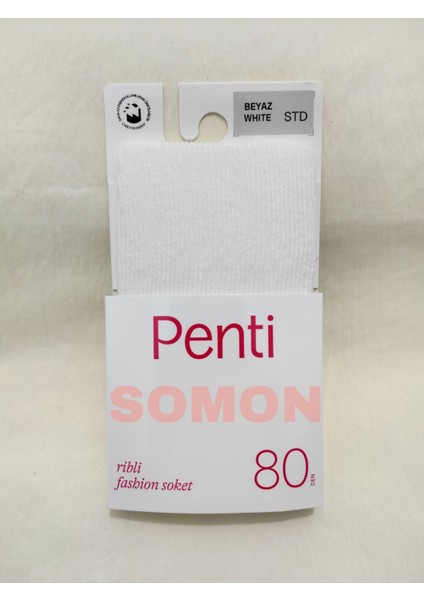 BEYAZ
WHITE STD
Penti
SOMON
ribli
fashion soket
80 DEN